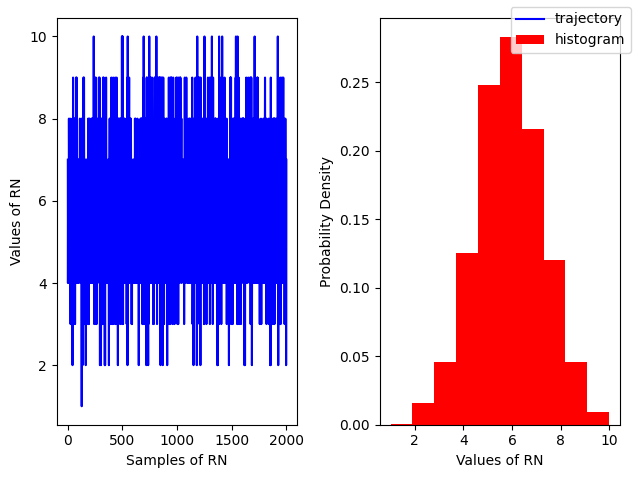 trajectory
histogram
10
8
6
4
2
Values of RN
0 500 1000 1500 2000
Samples of RN
0.25
0.20
0.15
0.10
0.05
0.00
Probability Density
2 4 6 8 10
Values of RN